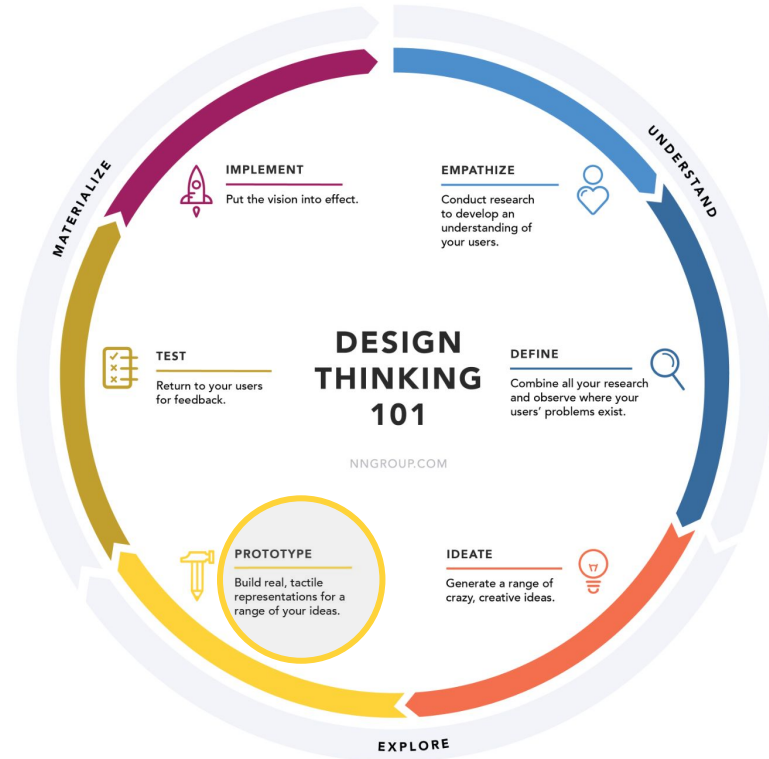 UNDERSTAND
EMPATHIZE
Conduct research
to develop an
understanding of
your users.
DEFINE
Combine all your research
and observe where your
users' problems exist.
EXPLORE
IDEATE
Generate a range of
crazy, creative ideas.
PROTOTYPE
Build real, tactile
representations for a
range of your ideas.
MATERIALIZE
TEST
Return to your users
for feedback.
IMPLEMENT
Put the vision into effect.
DESIGN
THINKING
101
NNGROUP.COM